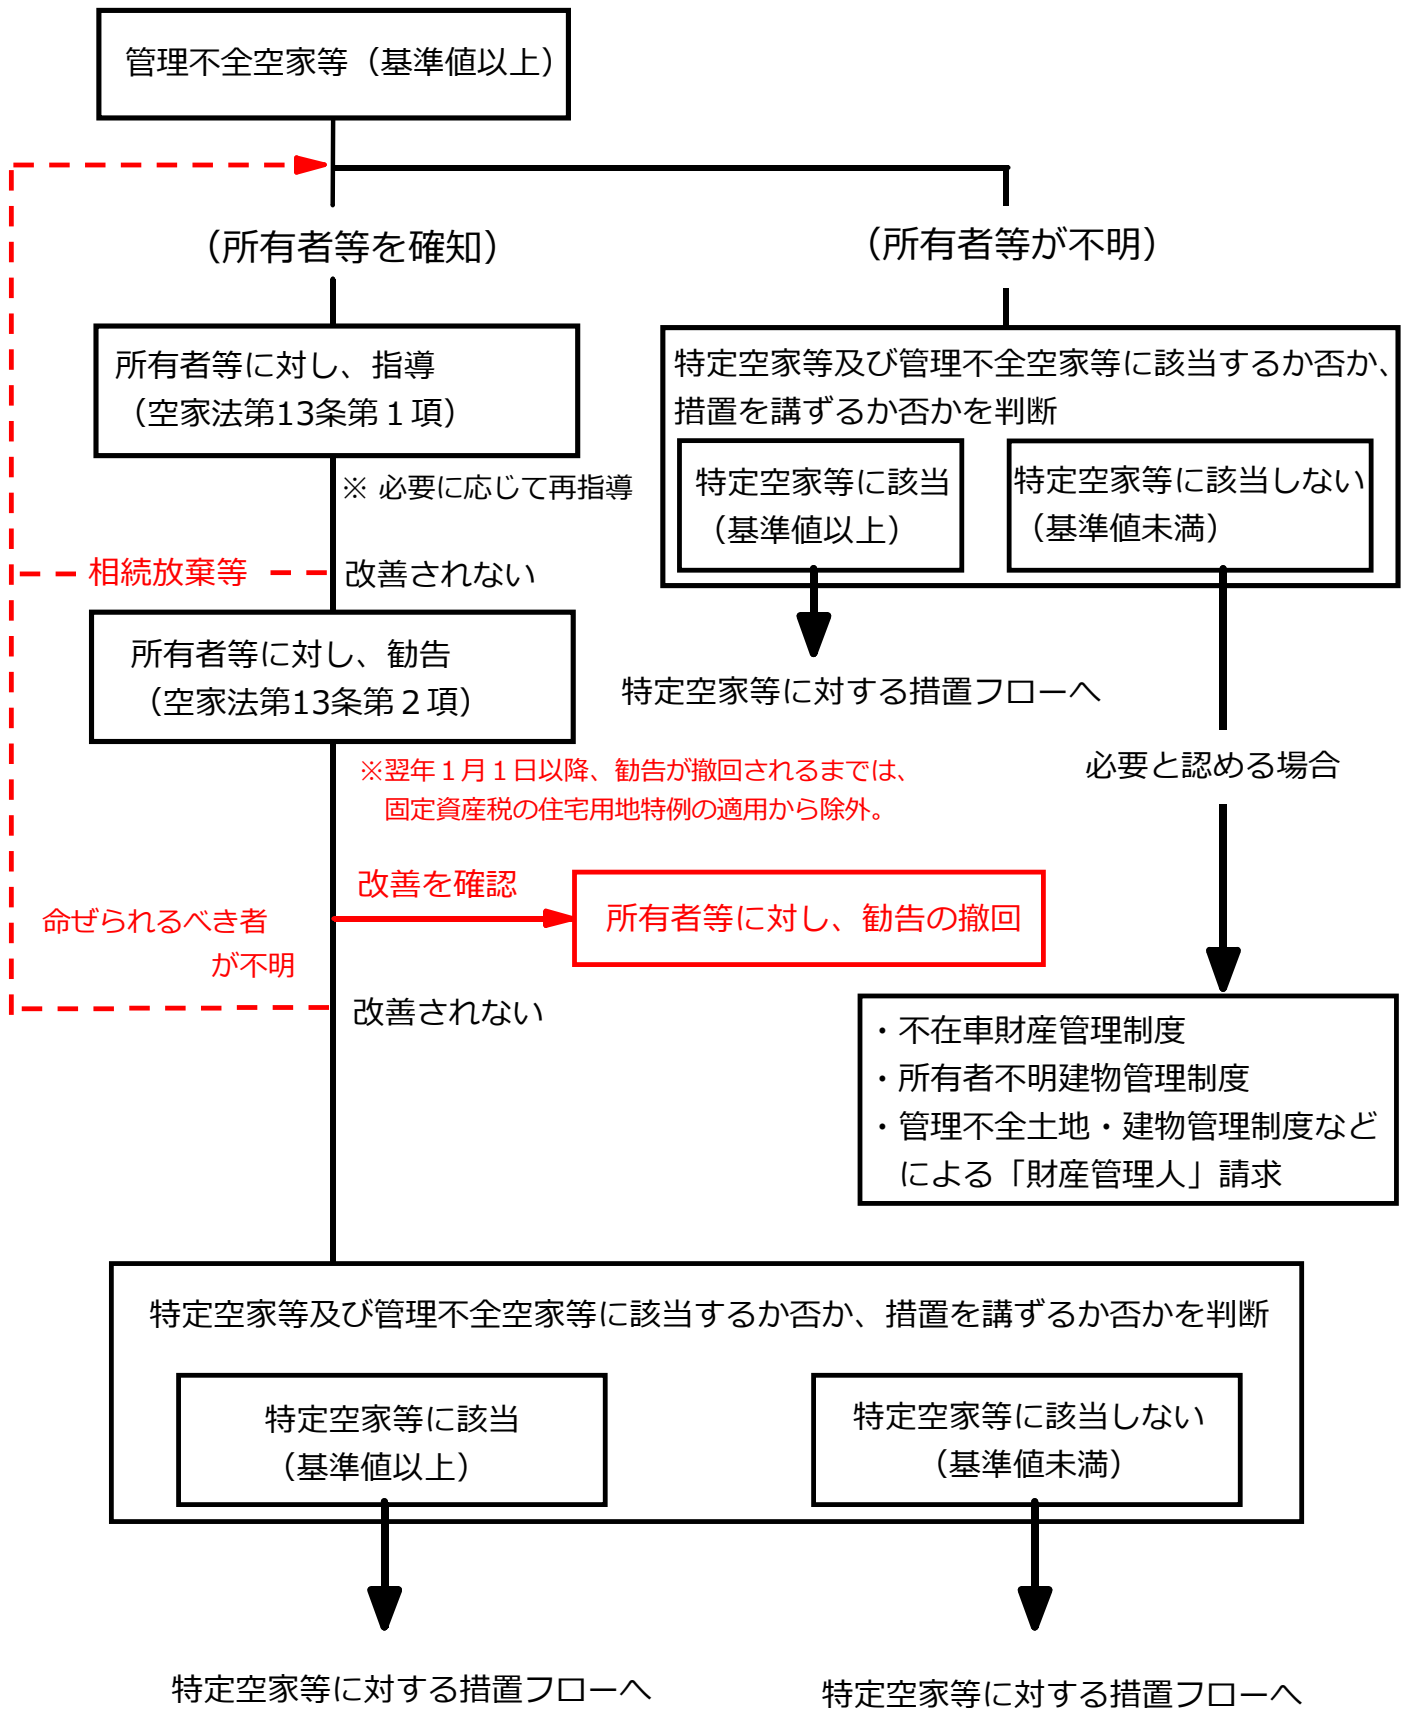 管理不全空家等（基準値以上）
（所有者等を確知）
（所有者等が不明）
所有者等に対し、指導
（空家法第13条第１項）
※ 必要に応じて再指導
相続放棄等
改善されない
所有者等に対し、勧告
（空家法第13条第２項）
※翌年１月１日以降、勧告が撤回されるまでは、
固定資産税の住宅用地特例の適用から除外。
改善を確認
所有者等に対し、勧告の撤回
命ぜられるべき者
が不明
改善されない
特定空家等及び管理不全空家等に該当するか否か、
措置を講ずるか否かを判断
特定空家等に該当
（基準値以上）
特定空家等に該当しない
（基準値未満）
特定空家等に対する措置フローへ
必要と認める場合
・不在車財産管理制度
・所有者不明建物管理制度
・管理不全土地・建物管理制度など
による「財産管理人」請求
特定空家等及び管理不全空家等に該当するか否か、措置を講ずるか否かを判断
特定空家等に該当
（基準値以上）
特定空家等に該当しない
（基準値未満）
特定空家等に対する措置フローへ
特定空家等に対する措置フローへ